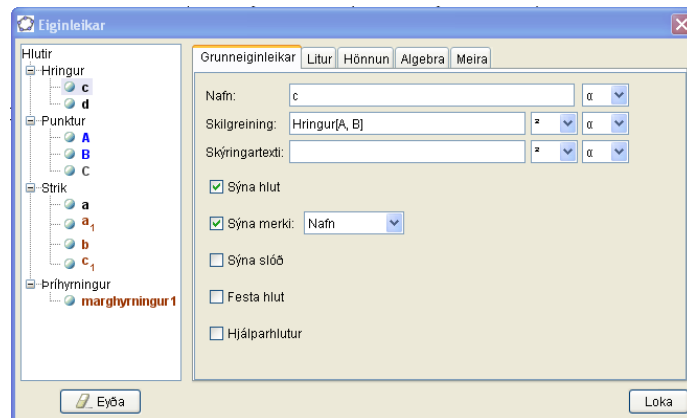 Eiginleikar
Hlutir
Hringur
c
d
Punktur
A
B
C
Strik
a
a₁
b
c₁
Þríhyrningur
marghyrningur1
Grunneiginleikar Litur Hönnun Algebra Meira
Nafn: c α
Skilgreining: Hringur[A, B] ² α
Skýringartexti: ² α
Sýna hlut
Sýna merki: Nafn
Sýna slóð
Festa hlut
Hjálparhlutur
Eyða
Loka